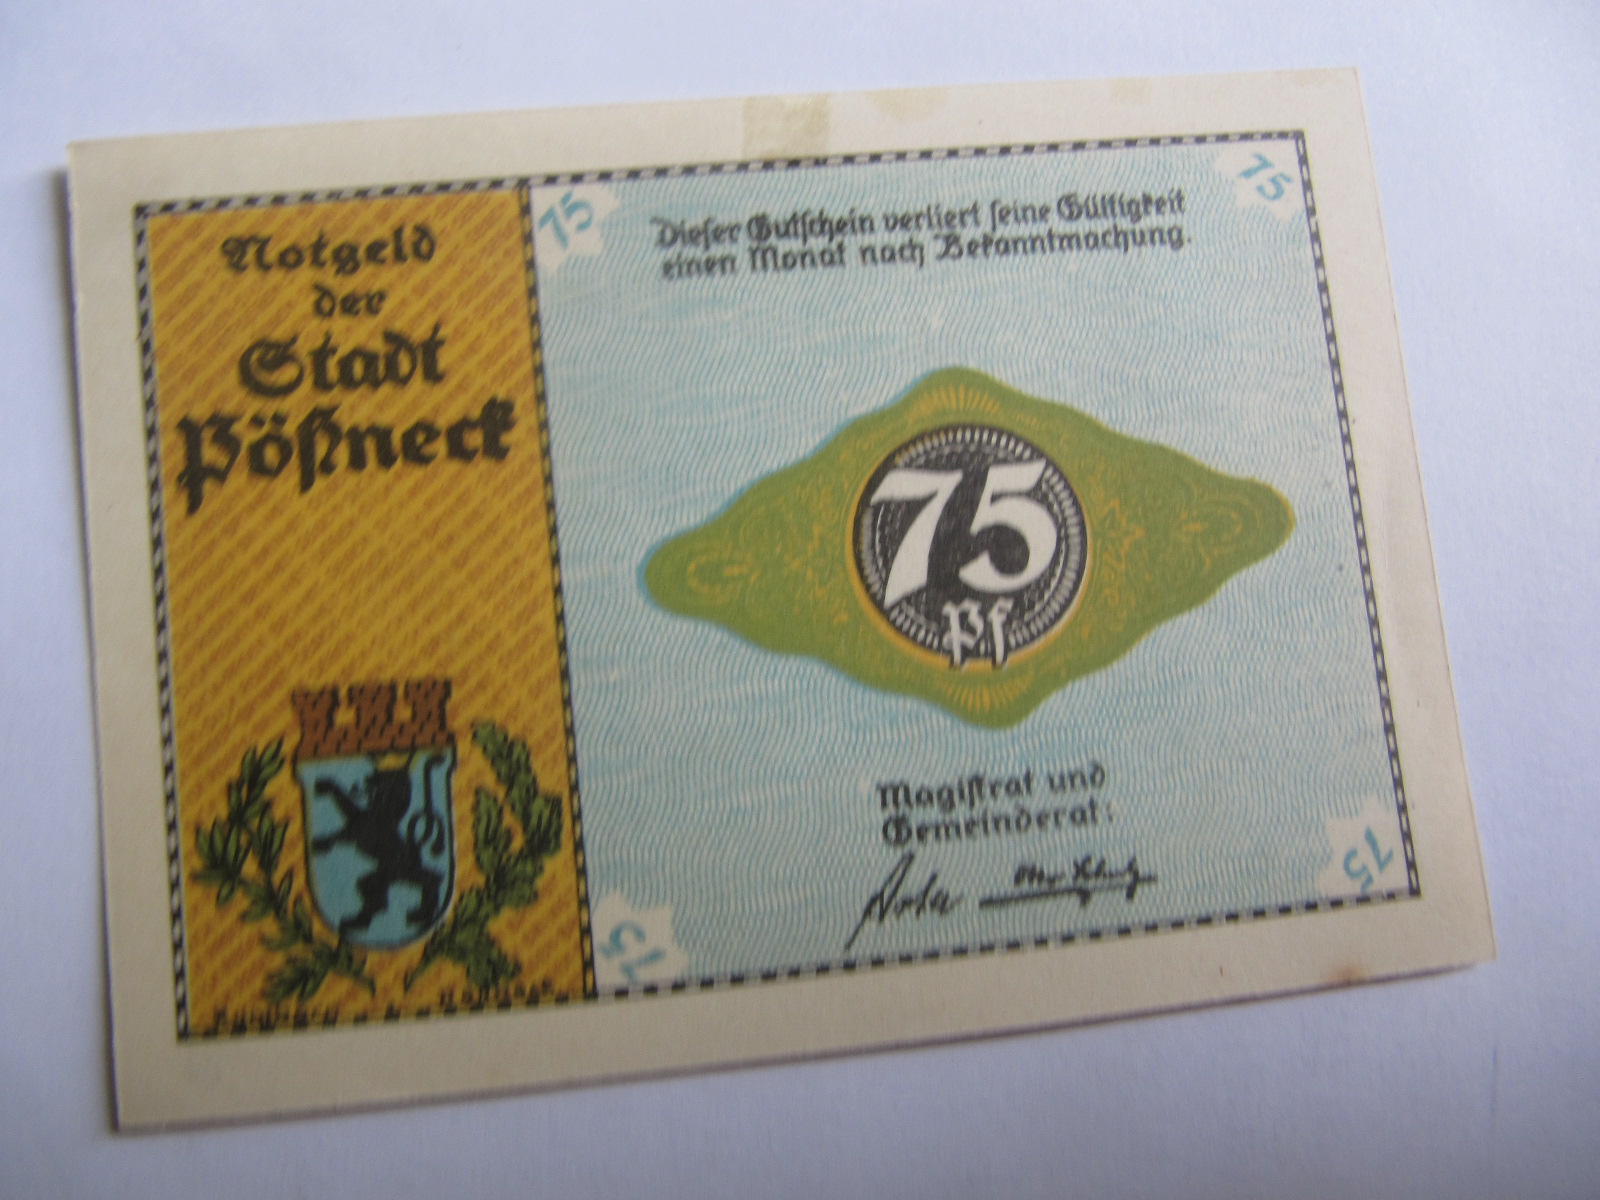 Notgeld
der
Stadt
Pößneck
75
75
Dieser Gutschein verliert seine Gültigkeit
einen Monat nach Bekanntmachung.
75
Pf
Magistrat und
Gemeinderat:
75
75